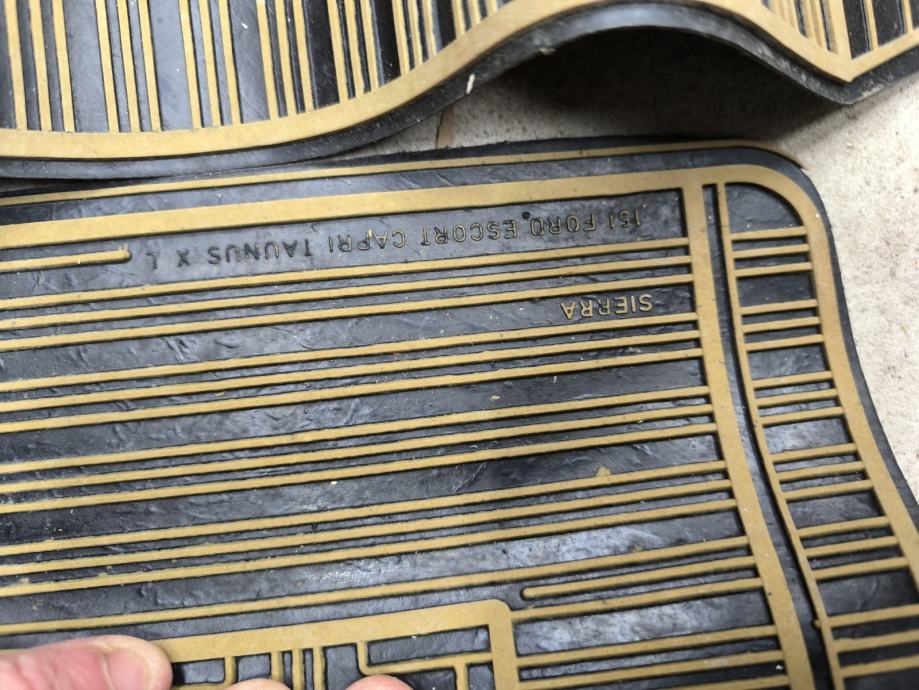 151 FORD ESCORT CAPRI TAUNUS X L
SIERRA